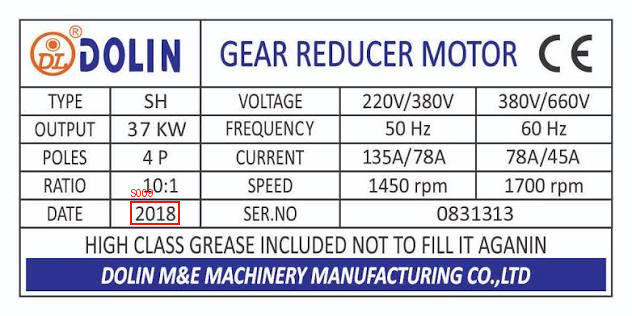 DL ® DOLIN GEAR REDUCER MOTOR CE
TYPE SH VOLTAGE 220V/380V 380V/660V
OUTPUT 37 KW FREQUENCY 50 Hz 60 Hz
POLES 4 P CURRENT 135A/78A 78A/45A
RATIO 10:1 SPEED 1450 rpm 1700 rpm
S009
DATE 2018 SER.NO 0831313
HIGH CLASS GREASE INCLUDED NOT TO FILL IT AGANIN
DOLIN M&E MACHINERY MANUFACTURING CO.,LTD